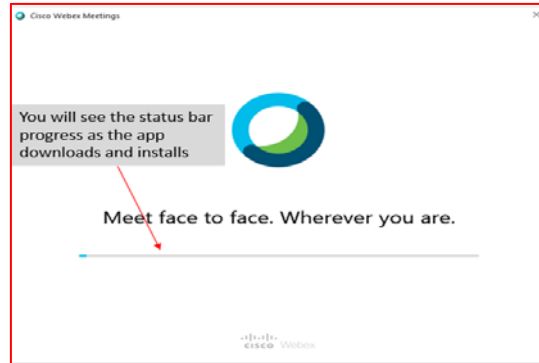 Cisco Webex Meetings
You will see the status bar
progress as the app
downloads and installs
Meet face to face. Wherever you are.
CISCO Webex